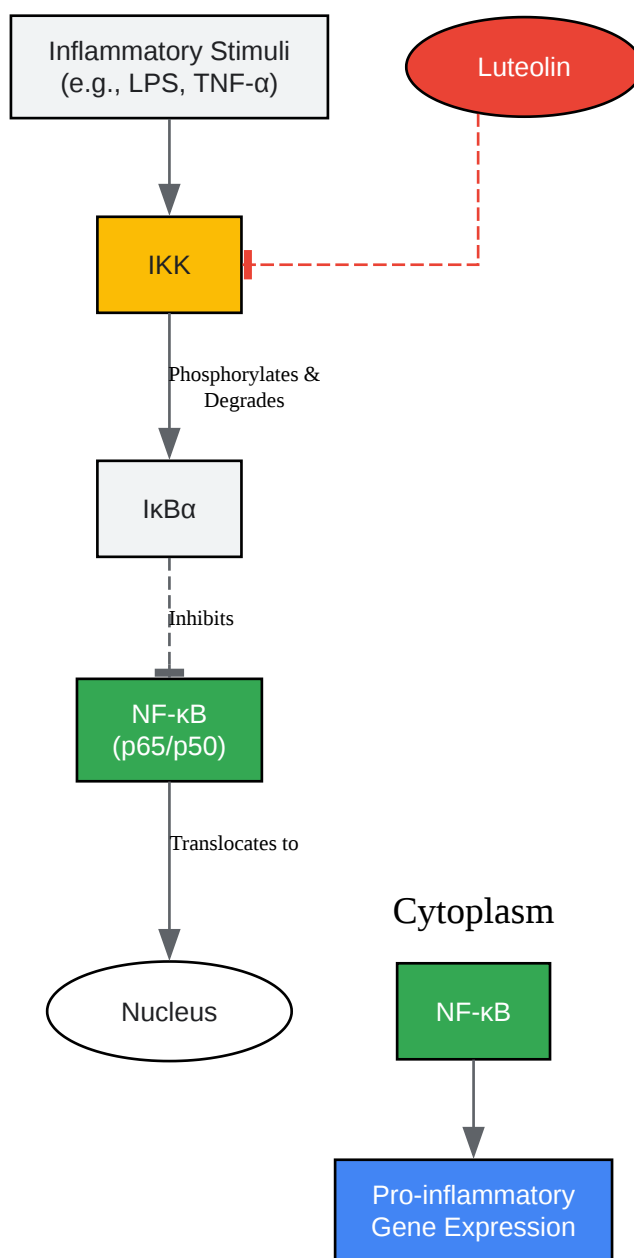 Inflammatory Stimuli
(e.g., LPS, TNF-α)
Luteolin
IKK
Phosphorylates &
Degrades
IκBα
Inhibits
NF-κB
(p65/p50)
Translocates to
Cytoplasm
Nucleus
NF-κB
Pro-inflammatory
Gene Expression